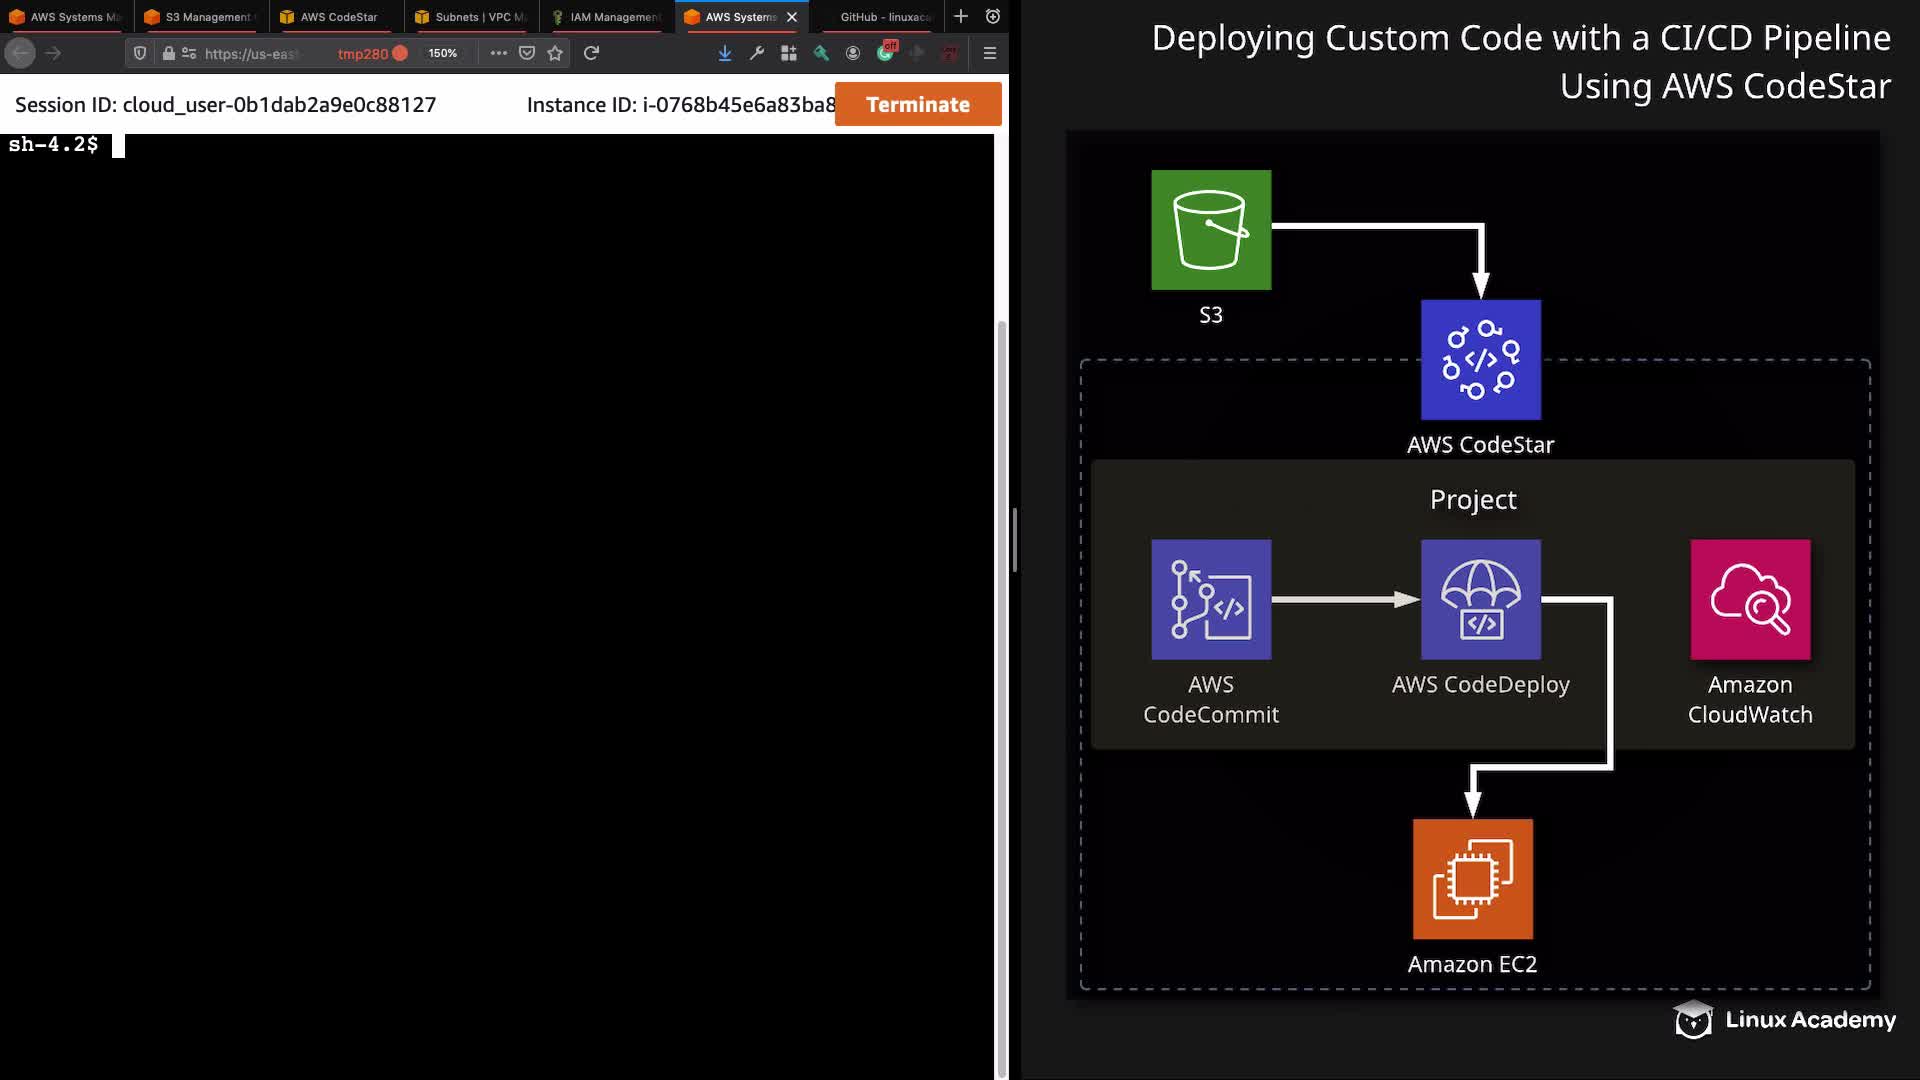 AWS Systems Ma
S3 Management
AWS CodeStar
Subnets | VPC M
IAM Management
AWS Systems
GitHub - linuxaca
https://us-eas
tmp280
150%
off
Session ID: cloud_user-0b1dab2a9e0c88127
Instance ID: i-0768b45e6a83ba8
Terminate
sh-4.2$
Deploying Custom Code with a CI/CD Pipeline
Using AWS CodeStar
S3
AWS CodeStar
Project
AWS
CodeCommit
AWS CodeDeploy
Amazon
CloudWatch
Amazon EC2
Linux Academy